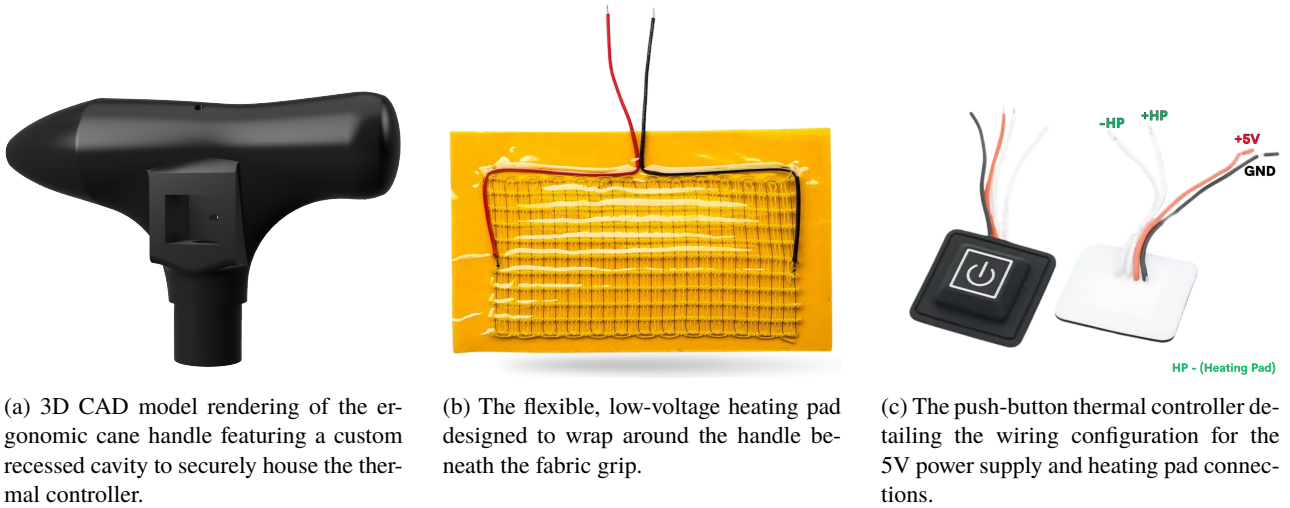 -HP
+HP
+5V
GND
HP - (Heating Pad)
(a) 3D CAD model rendering of the er-
gonomic cane handle featuring a custom
recessed cavity to securely house the ther-
mal controller.
(b) The flexible, low-voltage heating pad
designed to wrap around the handle be-
neath the fabric grip.
(c) The push-button thermal controller de-
tailing the wiring configuration for the
5V power supply and heating pad connec-
tions.